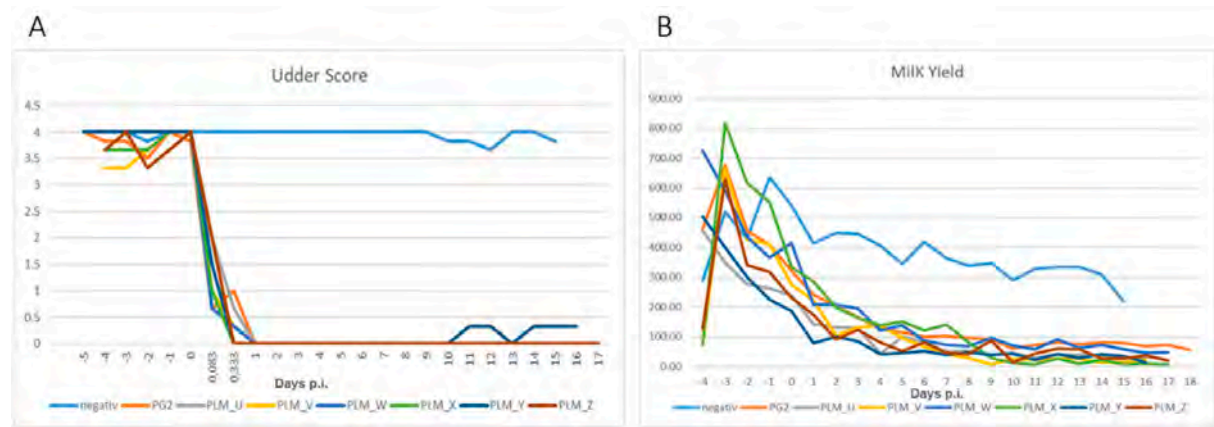 A
B
Udder Score
4.5
4
3.5
3
2.5
2
1.5
1
0.5
0
-5 -4 -3 -2 -1 -0 0,083 0,333 1 2 3 4 5 6 7 8 9 10 11 12 13 14 15 16 17
Days p.i.
negativ PG2 PLM_U PLM_V PLM_W PLM_X PLM_Y PLM_Z
MilK Yield
900.00
800.00
700.00
600.00
500.00
400.00
300.00
200.00
100.00
0.00
-4 -3 -2 -1 0 1 2 3 4 5 6 7 8 9 10 11 12 13 14 15 16 17 18
Days p.i.
negativ PG2 PLM_U PLM_V PLM_W PLM_X PLM_Y PLM_Z